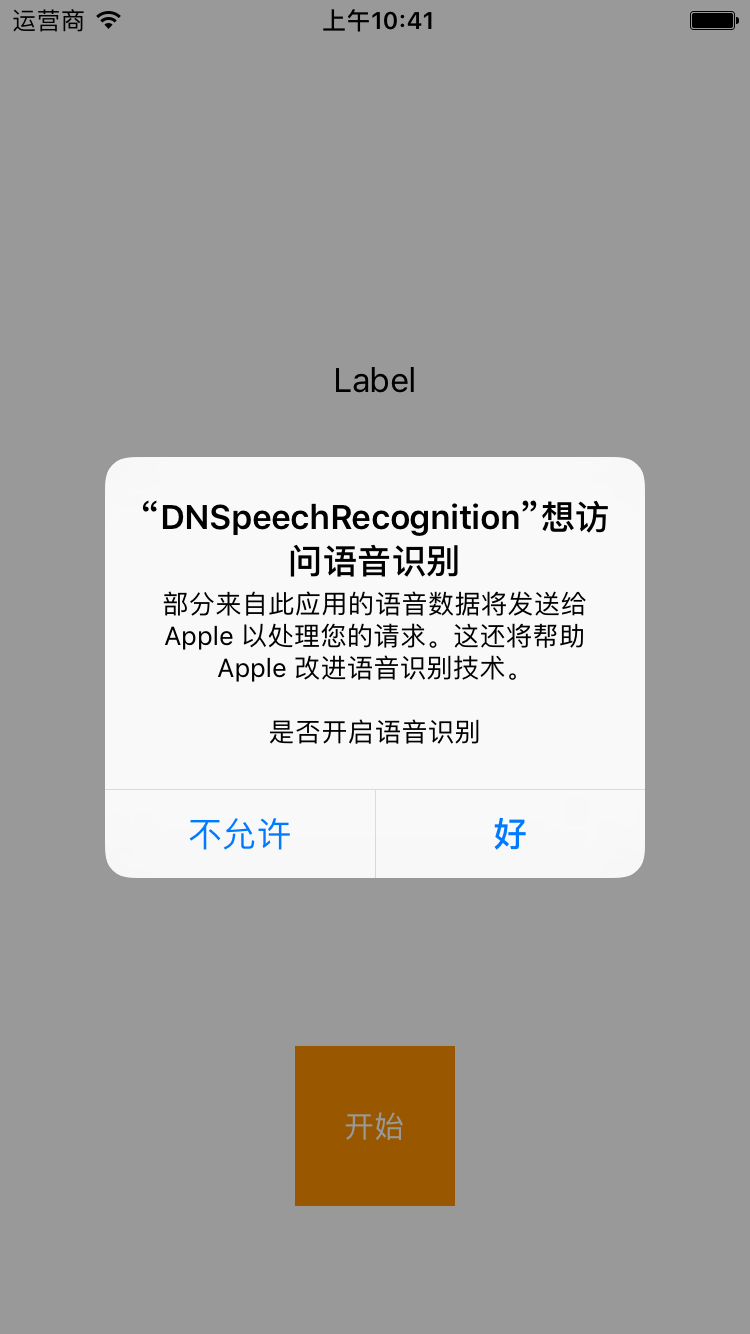 运营商 上午10:41
Label
“DNSpeechRecognition”想访
问语音识别
部分来自此应用的语音数据将发送给
Apple 以处理您的请求。这还将帮助
Apple 改进语音识别技术。
是否开启语音识别
不允许 好
开始